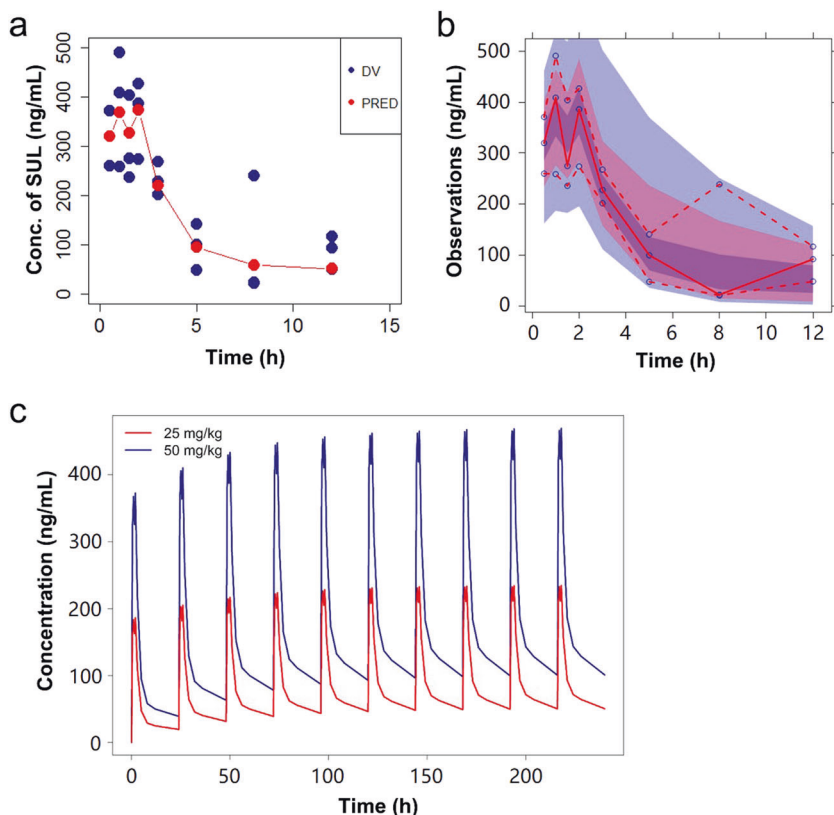 a
Conc. of SUL (ng/mL)
500
400
300
200
100
0
DV
PRED
0 5 10 15
Time (h)
b
Observations (ng/mL)
500
400
300
200
100
0
0 2 4 6 8 10 12
Time (h)
c
25 mg/kg
50 mg/kg
Concentration (ng/mL)
400
300
200
100
0
0 50 100 150 200
Time (h)